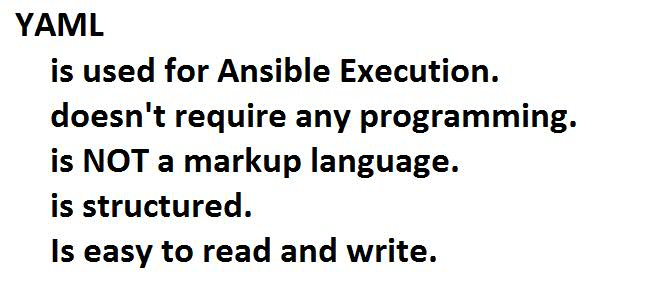 YAML
is used for Ansible Execution.
doesn't require any programming.
is NOT a markup language.
is structured.
Is easy to read and write.